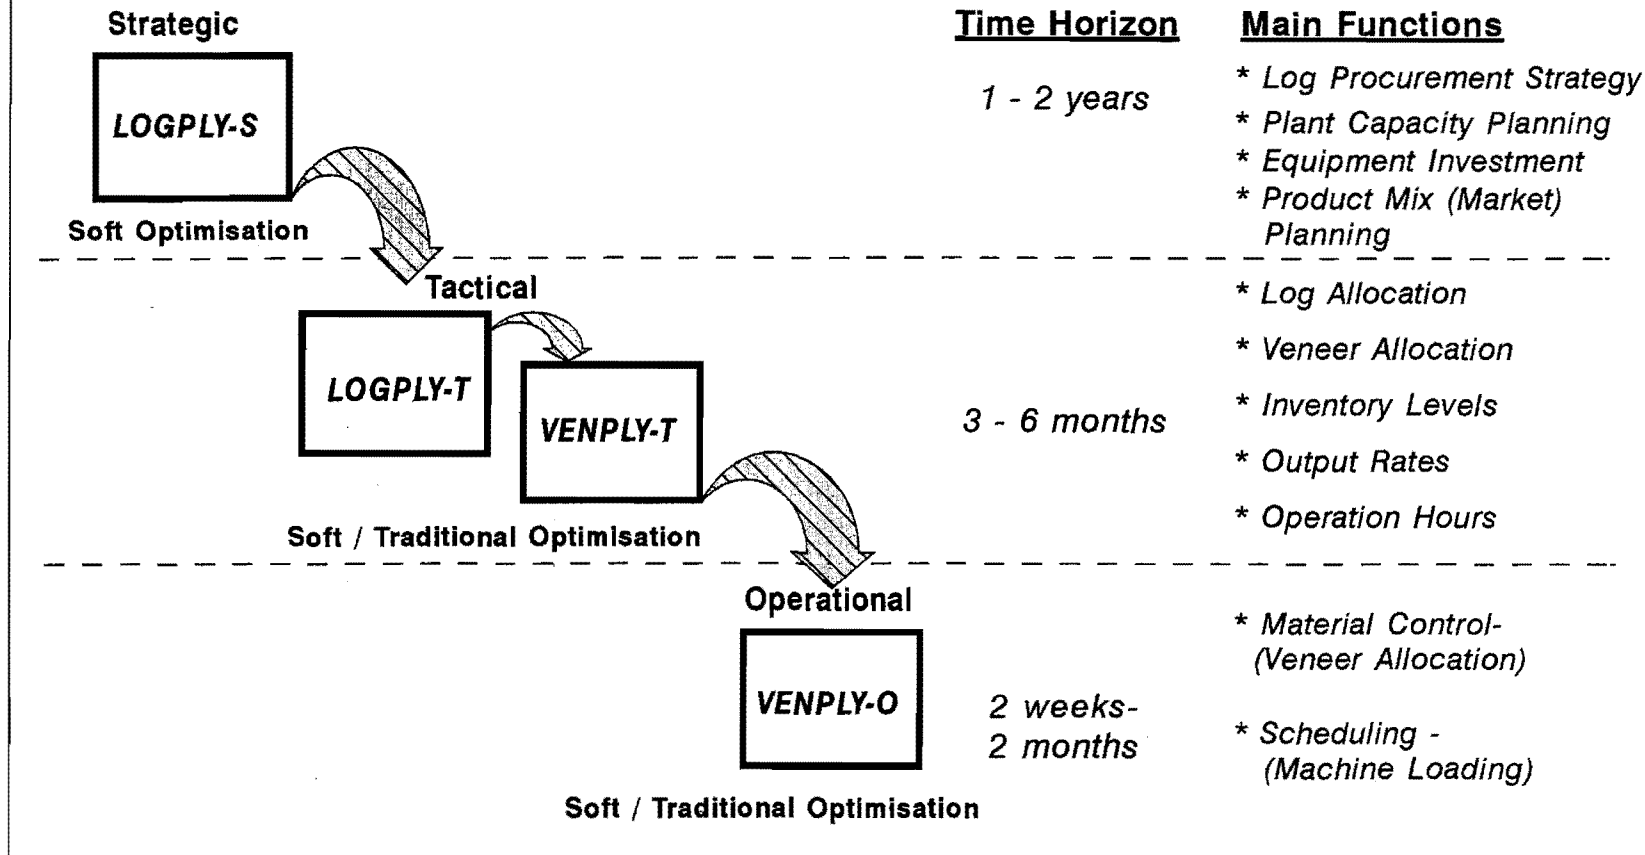 Strategic
Time Horizon
Main Functions
LOGPLY-S
Soft Optimisation
1 - 2 years
* Log Procurement Strategy
* Plant Capacity Planning
* Equipment Investment
* Product Mix (Market)
Planning
Tactical
LOGPLY-T
VENPLY-T
Soft / Traditional Optimisation
3 - 6 months
* Log Allocation
* Veneer Allocation
* Inventory Levels
* Output Rates
* Operation Hours
Operational
VENPLY-O
Soft / Traditional Optimisation
2 weeks-
2 months
* Material Control-
(Veneer Allocation)
* Scheduling -
(Machine Loading)